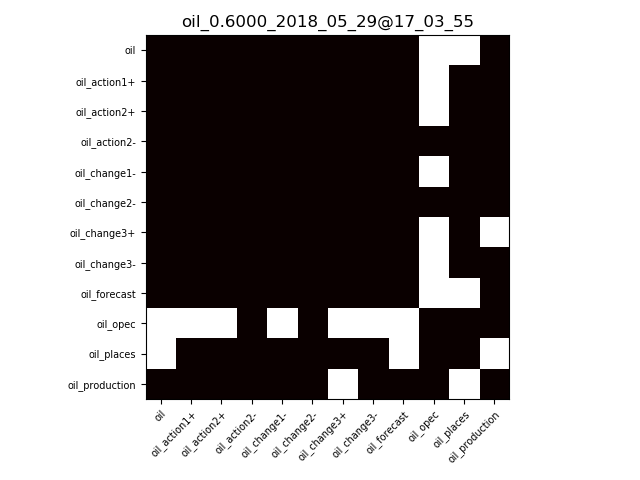 oil_0.6000_2018_05_29@17_03_55
oil
oil_action1+
oil_action2+
oil_action2-
oil_change1-
oil_change2-
oil_change3+
oil_change3-
oil_forecast
oil_opec
oil_places
oil_production
oil
oil_action1+
oil_action2+
oil_action2-
oil_change1-
oil_change2-
oil_change3+
oil_change3-
oil_forecast
oil_opec
oil_places
oil_production